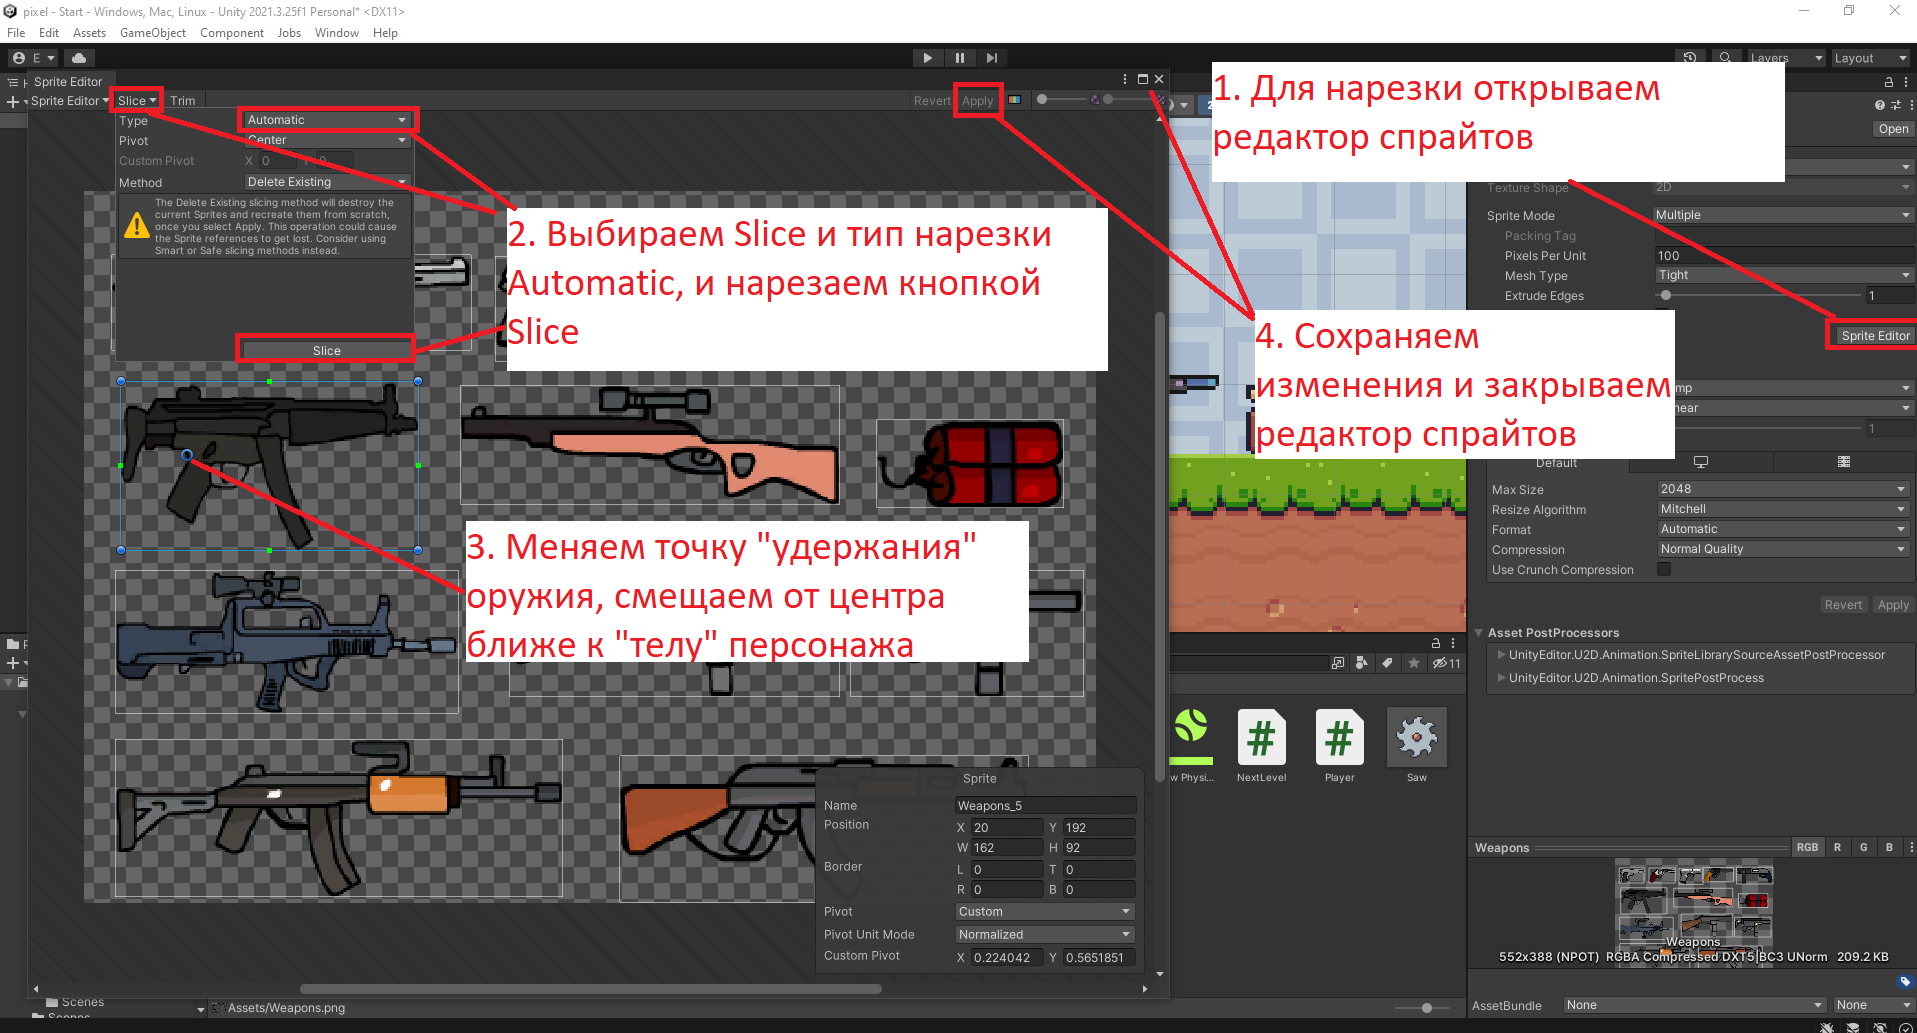 pixel - Start - Windows, Mac, Linux - Unity 2021.3.25f1 Personal* <DX11>
File Edit Assets GameObject Component Jobs Window Help
E
Layers Layout
Sprite Editor
Sprite Editor Slice Trim Revert Apply
Type Automatic
Pivot Center
Custom Pivot X 0 0
Method Delete Existing
The Delete Existing slicing method will destroy the
current Sprites and recreate them from scratch,
once you select Apply. This operation could cause
the Sprite references to get lost. Consider using
Smart or Safe slicing methods instead.
Slice
1. Для нарезки открываем
редактор спрайтов
2. Выбираем Slice и тип нарезки
Automatic, и нарезаем кнопкой
Slice
3. Меняем точку "удержания"
оружия, смещаем от центра
ближе к "телу" персонажа
4. Сохраняем
изменения и закрываем
редактор спрайтов
Open
Texture Shape 2D
Sprite Mode Multiple
Packing Tag
Pixels Per Unit 100
Mesh Type Tight
Extrude Edges 1
Sprite Editor
mp
near
1
Default
Max Size 2048
Resize Algorithm Mitchell
Format Automatic
Compression Normal Quality
Use Crunch Compression
Revert Apply
Asset PostProcessors
UnityEditor.U2D.Animation.SpriteLibrarySourceAssetPostProcessor
UnityEditor.U2D.Animation.SpritePostProcess
11
w Physi... NextLevel Player Saw
Sprite
Name Weapons_5
Position X 20 Y 192
W 162 H 92
Border L 0 T 0
R 0 B 0
Pivot Custom
Pivot Unit Mode Normalized
Custom Pivot X 0.224042 Y 0.5651851
Weapons RGB R G B
Weapons
552x388 (NPOT) RGBA Compressed DXT5|BC3 UNorm 209.2 KB
AssetBundle None None
Scenes
Scenes
Assets/Weapons.png